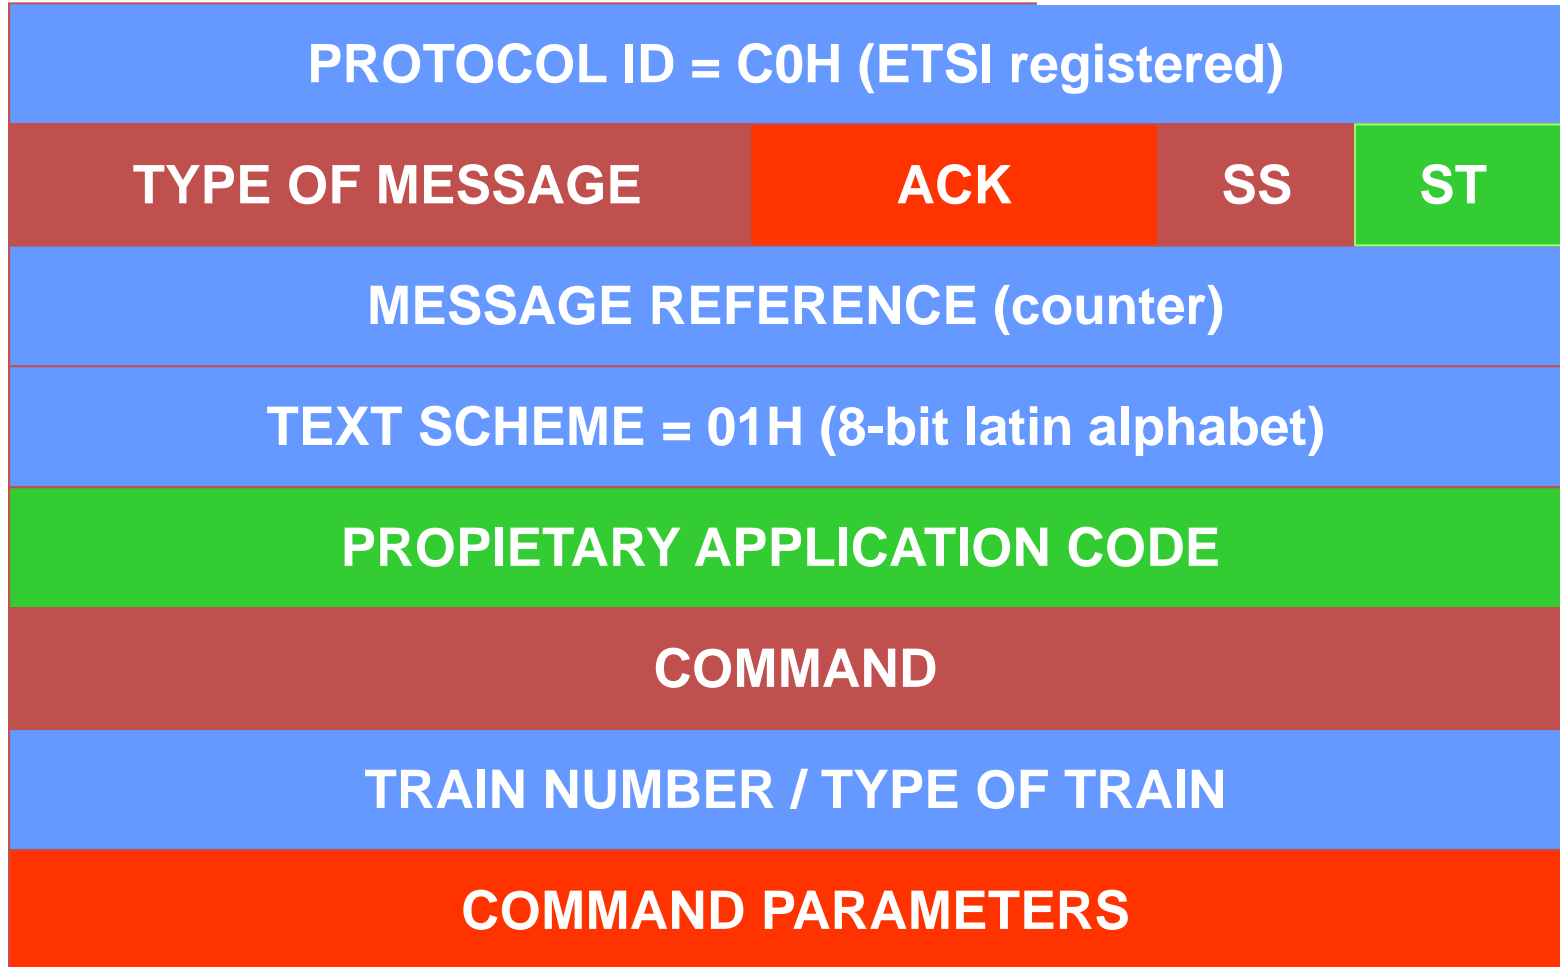 PROTOCOL ID = C0H (ETSI registered)
TYPE OF MESSAGE ACK SS ST
MESSAGE REFERENCE (counter)
TEXT SCHEME = 01H (8-bit latin alphabet)
PROPIETARY APPLICATION CODE
COMMAND
TRAIN NUMBER / TYPE OF TRAIN
COMMAND PARAMETERS